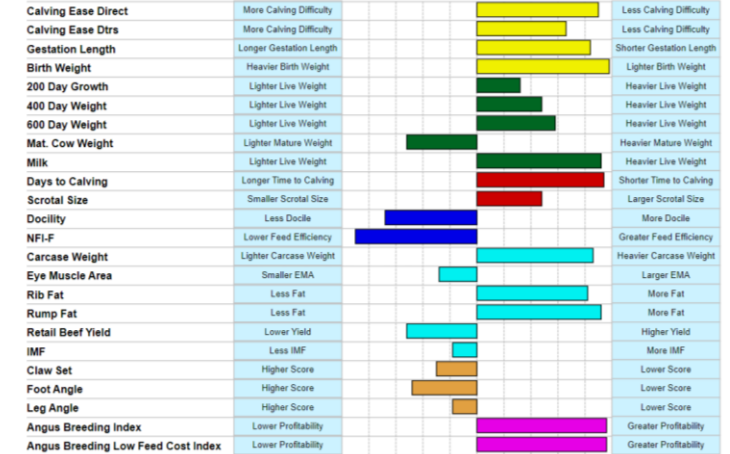 Calving Ease Direct More Calving Difficulty Less Calving Difficulty
Calving Ease Dtrs More Calving Difficulty Less Calving Difficulty
Gestation Length Longer Gestation Length Shorter Gestation Length
Birth Weight Heavier Birth Weight Lighter Birth Weight
200 Day Growth Lighter Live Weight Heavier Live Weight
400 Day Weight Lighter Live Weight Heavier Live Weight
600 Day Weight Lighter Live Weight Heavier Live Weight
Mat. Cow Weight Lighter Mature Weight Heavier Mature Weight
Milk Lighter Live Weight Heavier Live Weight
Days to Calving Longer Time to Calving Shorter Time to Calving
Scrotal Size Smaller Scrotal Size Larger Scrotal Size
Docility Less Docile More Docile
NFI-F Lower Feed Efficiency Greater Feed Efficiency
Carcase Weight Lighter Carcase Weight Heavier Carcase Weight
Eye Muscle Area Smaller EMA Larger EMA
Rib Fat Less Fat More Fat
Rump Fat Less Fat More Fat
Retail Beef Yield Lower Yield Higher Yield
IMF Less IMF More IMF
Claw Set Higher Score Lower Score
Foot Angle Higher Score Lower Score
Leg Angle Higher Score Lower Score
Angus Breeding Index Lower Profitability Greater Profitability
Angus Breeding Low Feed Cost Index Lower Profitability Greater Profitability